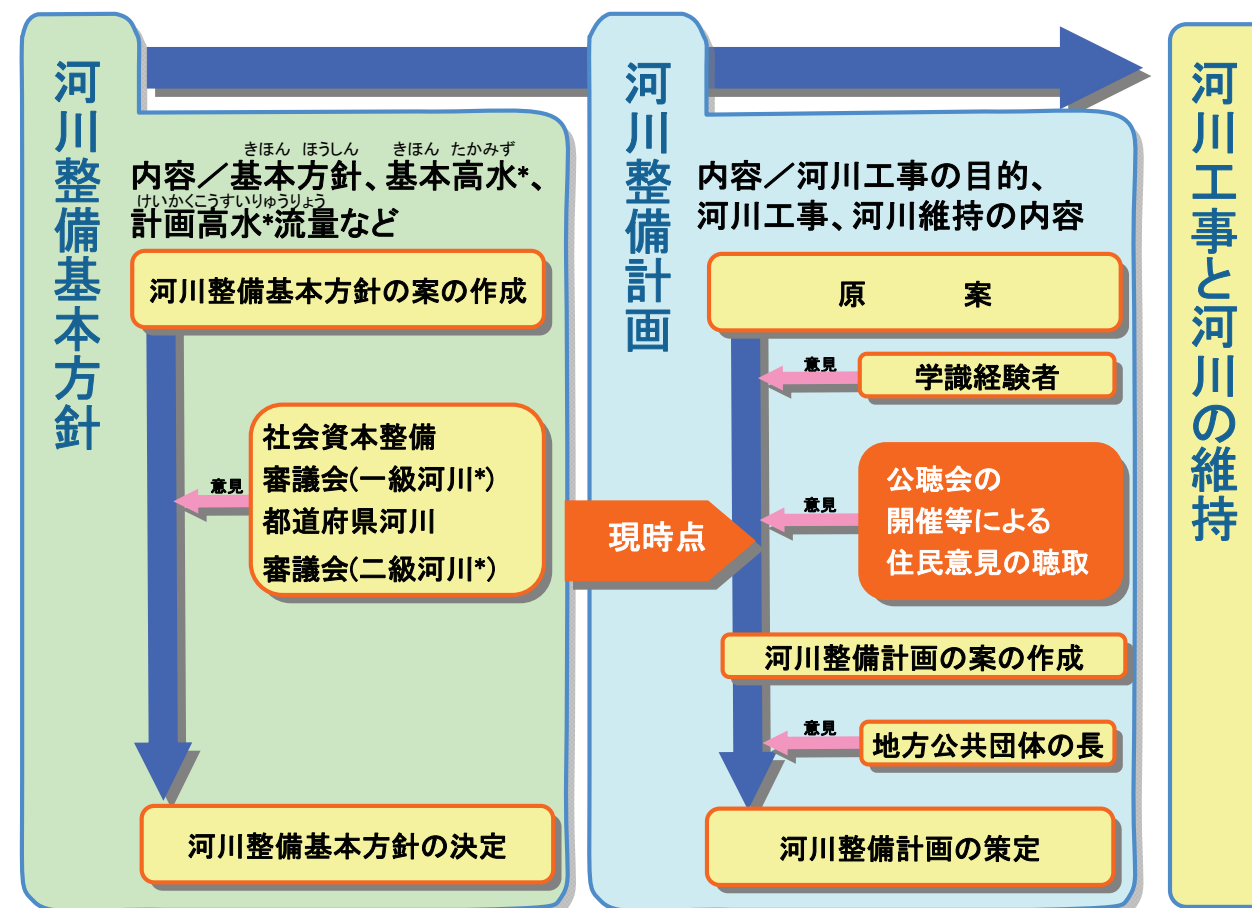 河川整備基本方針
きほん ほうしん きほん たかみず
内容／基本方針、基本高水*、
けいかくこうすいりゅうりょう
計画高水*流量など
河川整備基本方針の案の作成
意見
社会資本整備
審議会(一級河川*)
都道府県河川
審議会(二級河川*)
河川整備基本方針の決定
現時点
河川整備計画
内容／河川工事の目的、
河川工事、河川維持の内容
原 案
意見
学識経験者
意見
公聴会の
開催等による
住民意見の聴取
河川整備計画の案の作成
意見
地方公共団体の長
河川整備計画の策定
河川工事と河川の維持